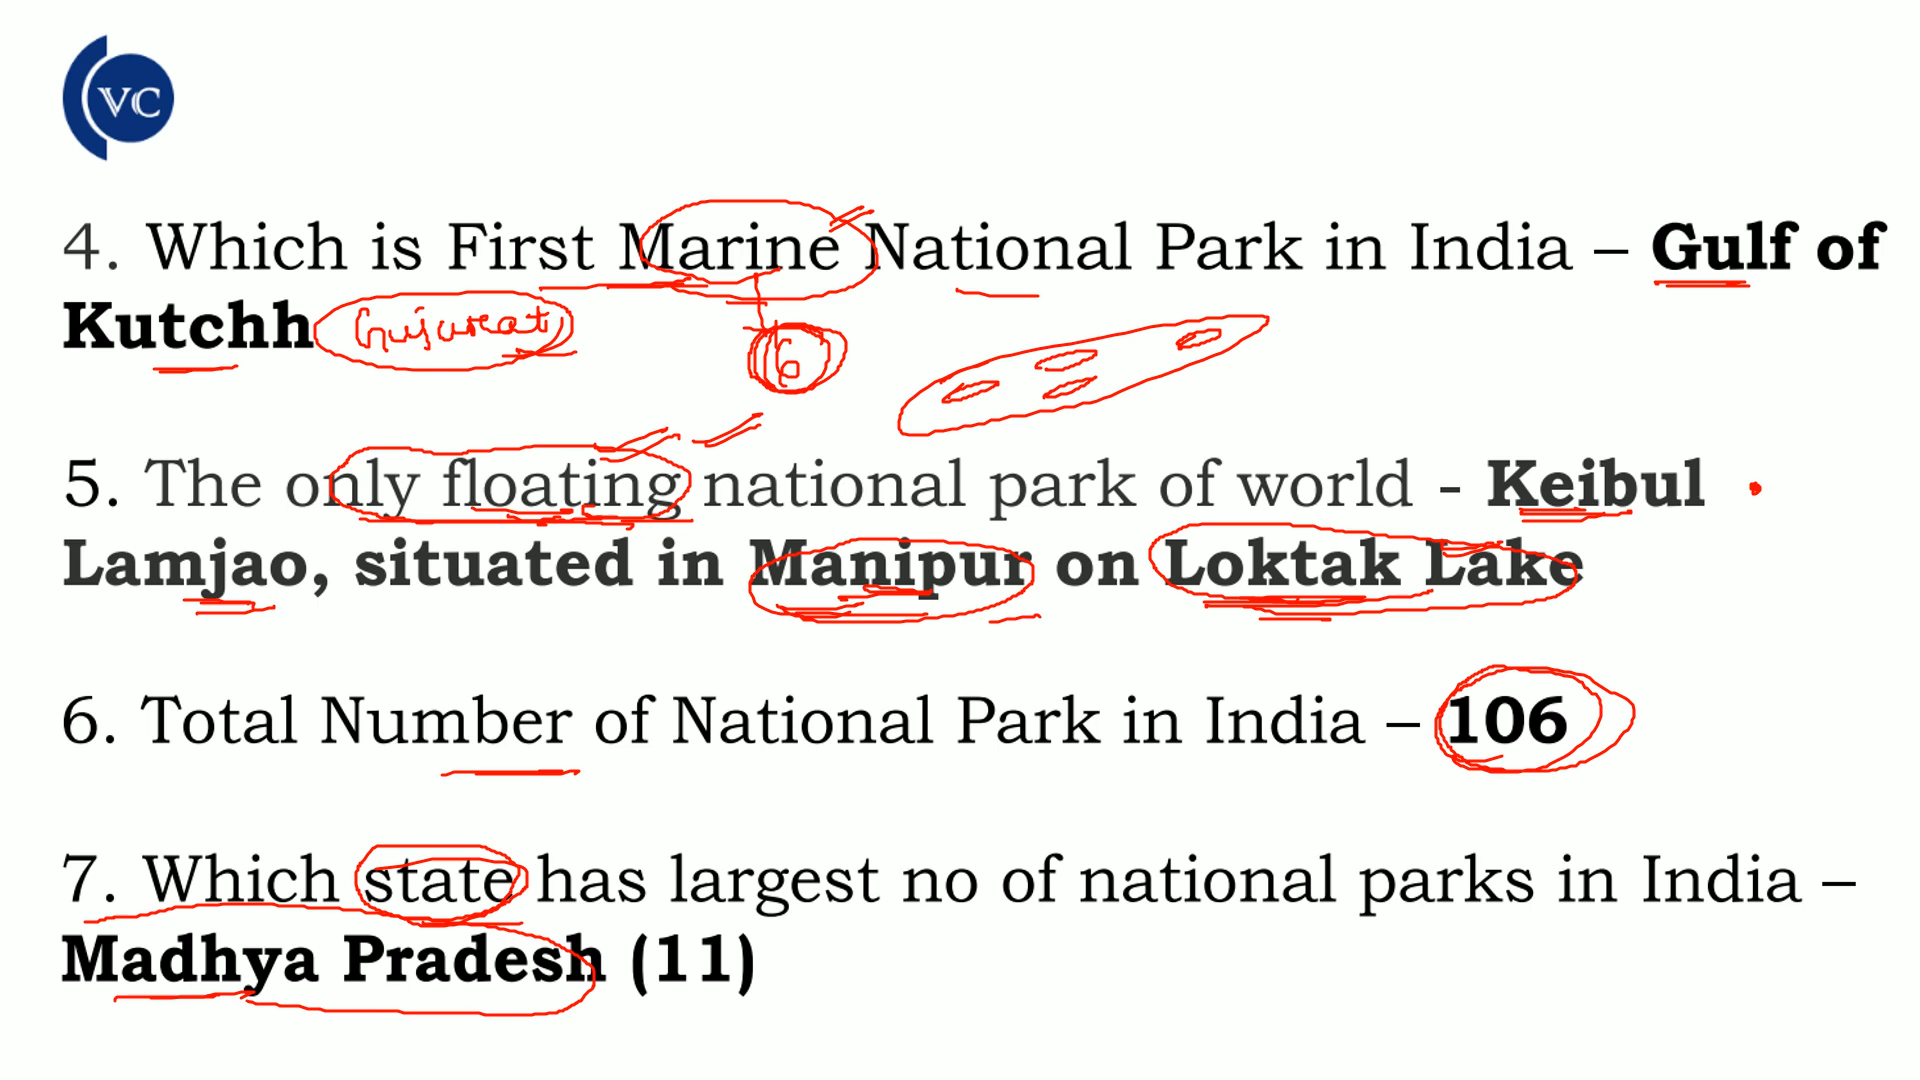 VC
4. Which is First Marine National Park in India – Gulf of
Kutchh Gujarat
6
5. The only floating national park of world - Keibul
Lamjao, situated in Manipur on Loktak Lake
6. Total Number of National Park in India – 106
7. Which state has largest no of national parks in India –
Madhya Pradesh (11)